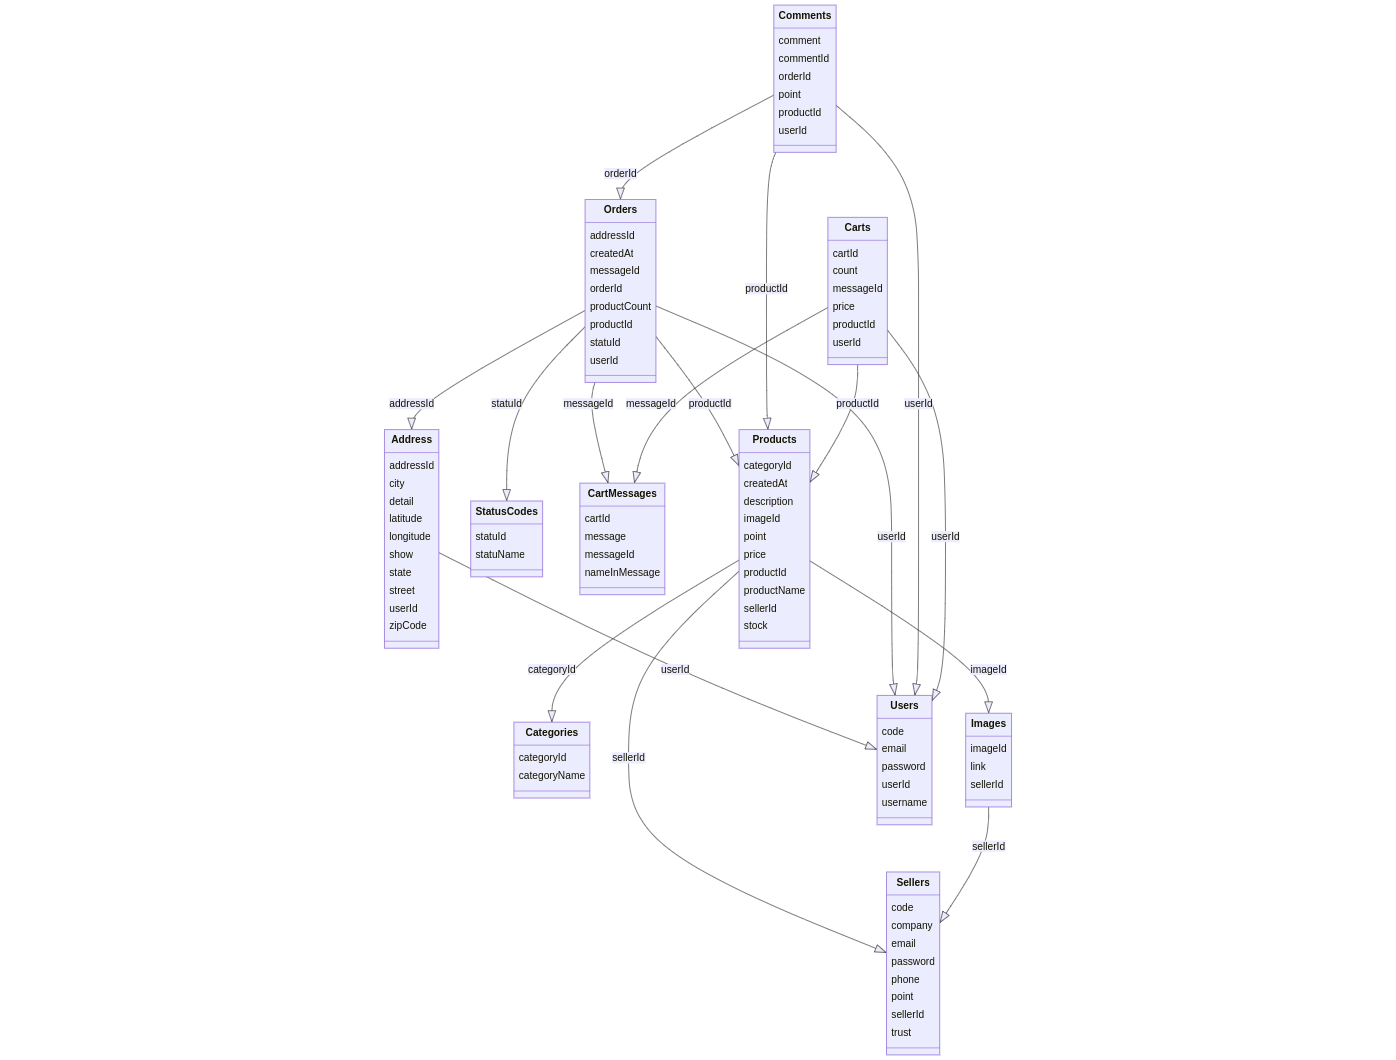 Comments
comment
commentId
orderId
point
productId
userId
orderId
Orders
addressId
createdAt
messageId
orderId
productCount
productId
statuId
userId
Carts
cartId
count
messageId
price
productId
userId
productId
addressId
statuId
messageId
messageId
productId
productId
userId
Address
addressId
city
detail
latitude
longitude
show
state
street
userId
zipCode
StatusCodes
statuId
statuName
CartMessages
cartId
message
messageId
nameInMessage
Products
categoryId
createdAt
description
imageId
point
price
productId
productName
sellerId
stock
userId
userId
categoryId
userId
imageId
Categories
categoryId
categoryName
sellerId
Users
code
email
password
userId
username
Images
imageId
link
sellerId
sellerId
Sellers
code
company
email
password
phone
point
sellerId
trust